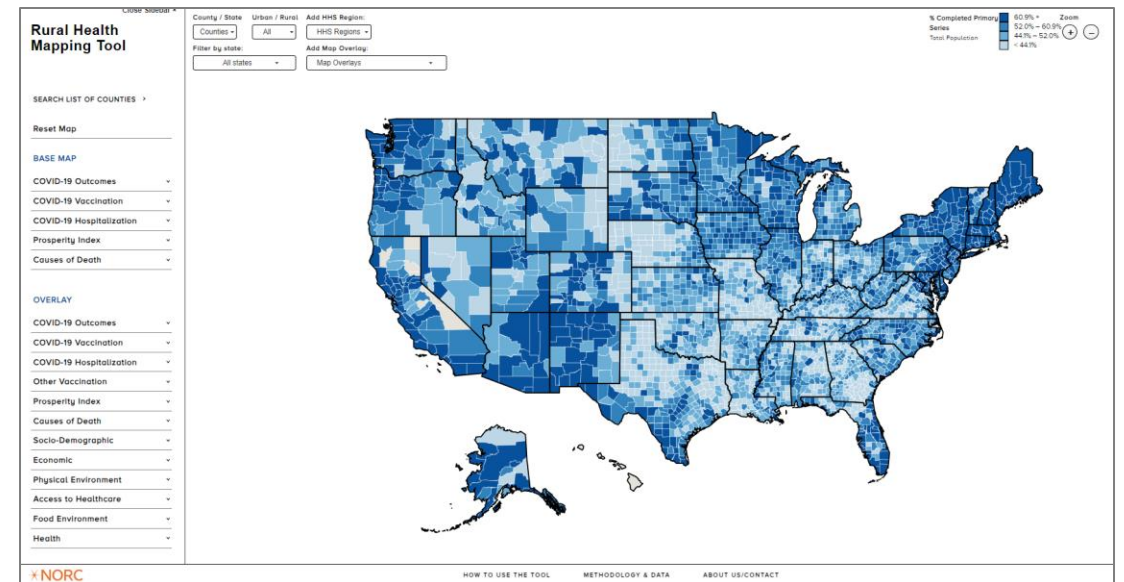 Close Sidebar
Rural Health
Mapping Tool
SEARCH LIST OF COUNTIES ›
Reset Map
BASE MAP
COVID-19 Outcomes
COVID-19 Vaccination
COVID-19 Hospitalization
Prosperity Index
Causes of Death
OVERLAY
COVID-19 Outcomes
COVID-19 Vaccination
COVID-19 Hospitalization
Other Vaccination
Prosperity Index
Causes of Death
Socio-Demographic
Economic
Physical Environment
Access to Healthcare
Food Environment
Health
County / State Urban / Rural Add HHS Region:
Counties All HHS Regions
Filter by state: Add Map Overlay:
All states Map Overlays
% Completed Primary
Series
Total Population
60.9% +
52.0% – 60.9%
44.1% – 52.0%
< 44.1%
Zoom
+ −
NORC
HOW TO USE THE TOOL METHODOLOGY & DATA ABOUT US/CONTACT